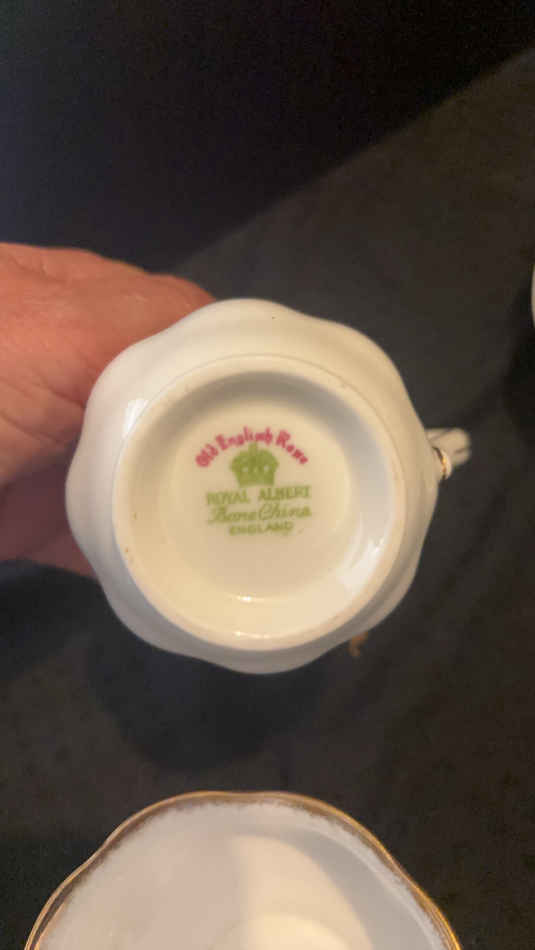 Old English Rose
ROYAL ALBERT
Bone China
ENGLAND